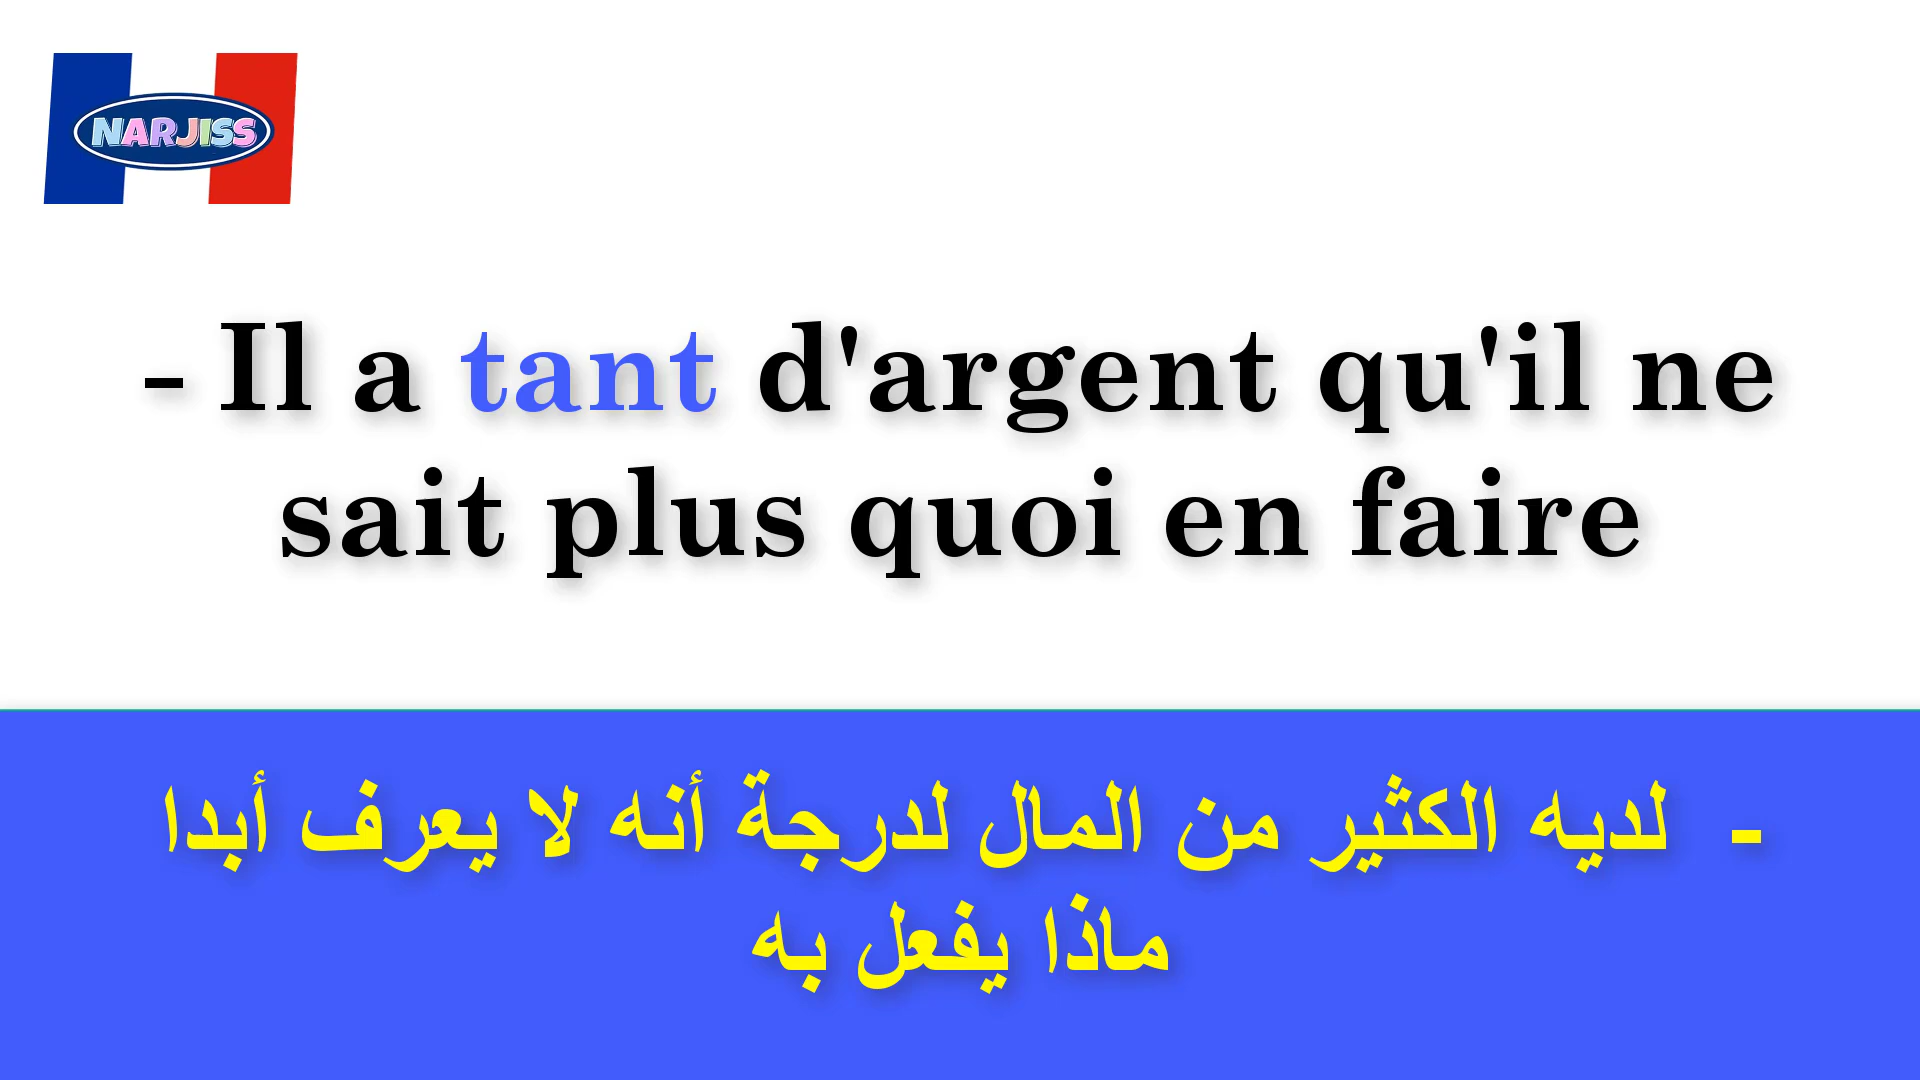 NARJISS
- Il a tant d'argent qu'il ne
sait plus quoi en faire
- لديه الكثير من المال لدرجة أنه لا يعرف أبدا
ماذا يفعل به